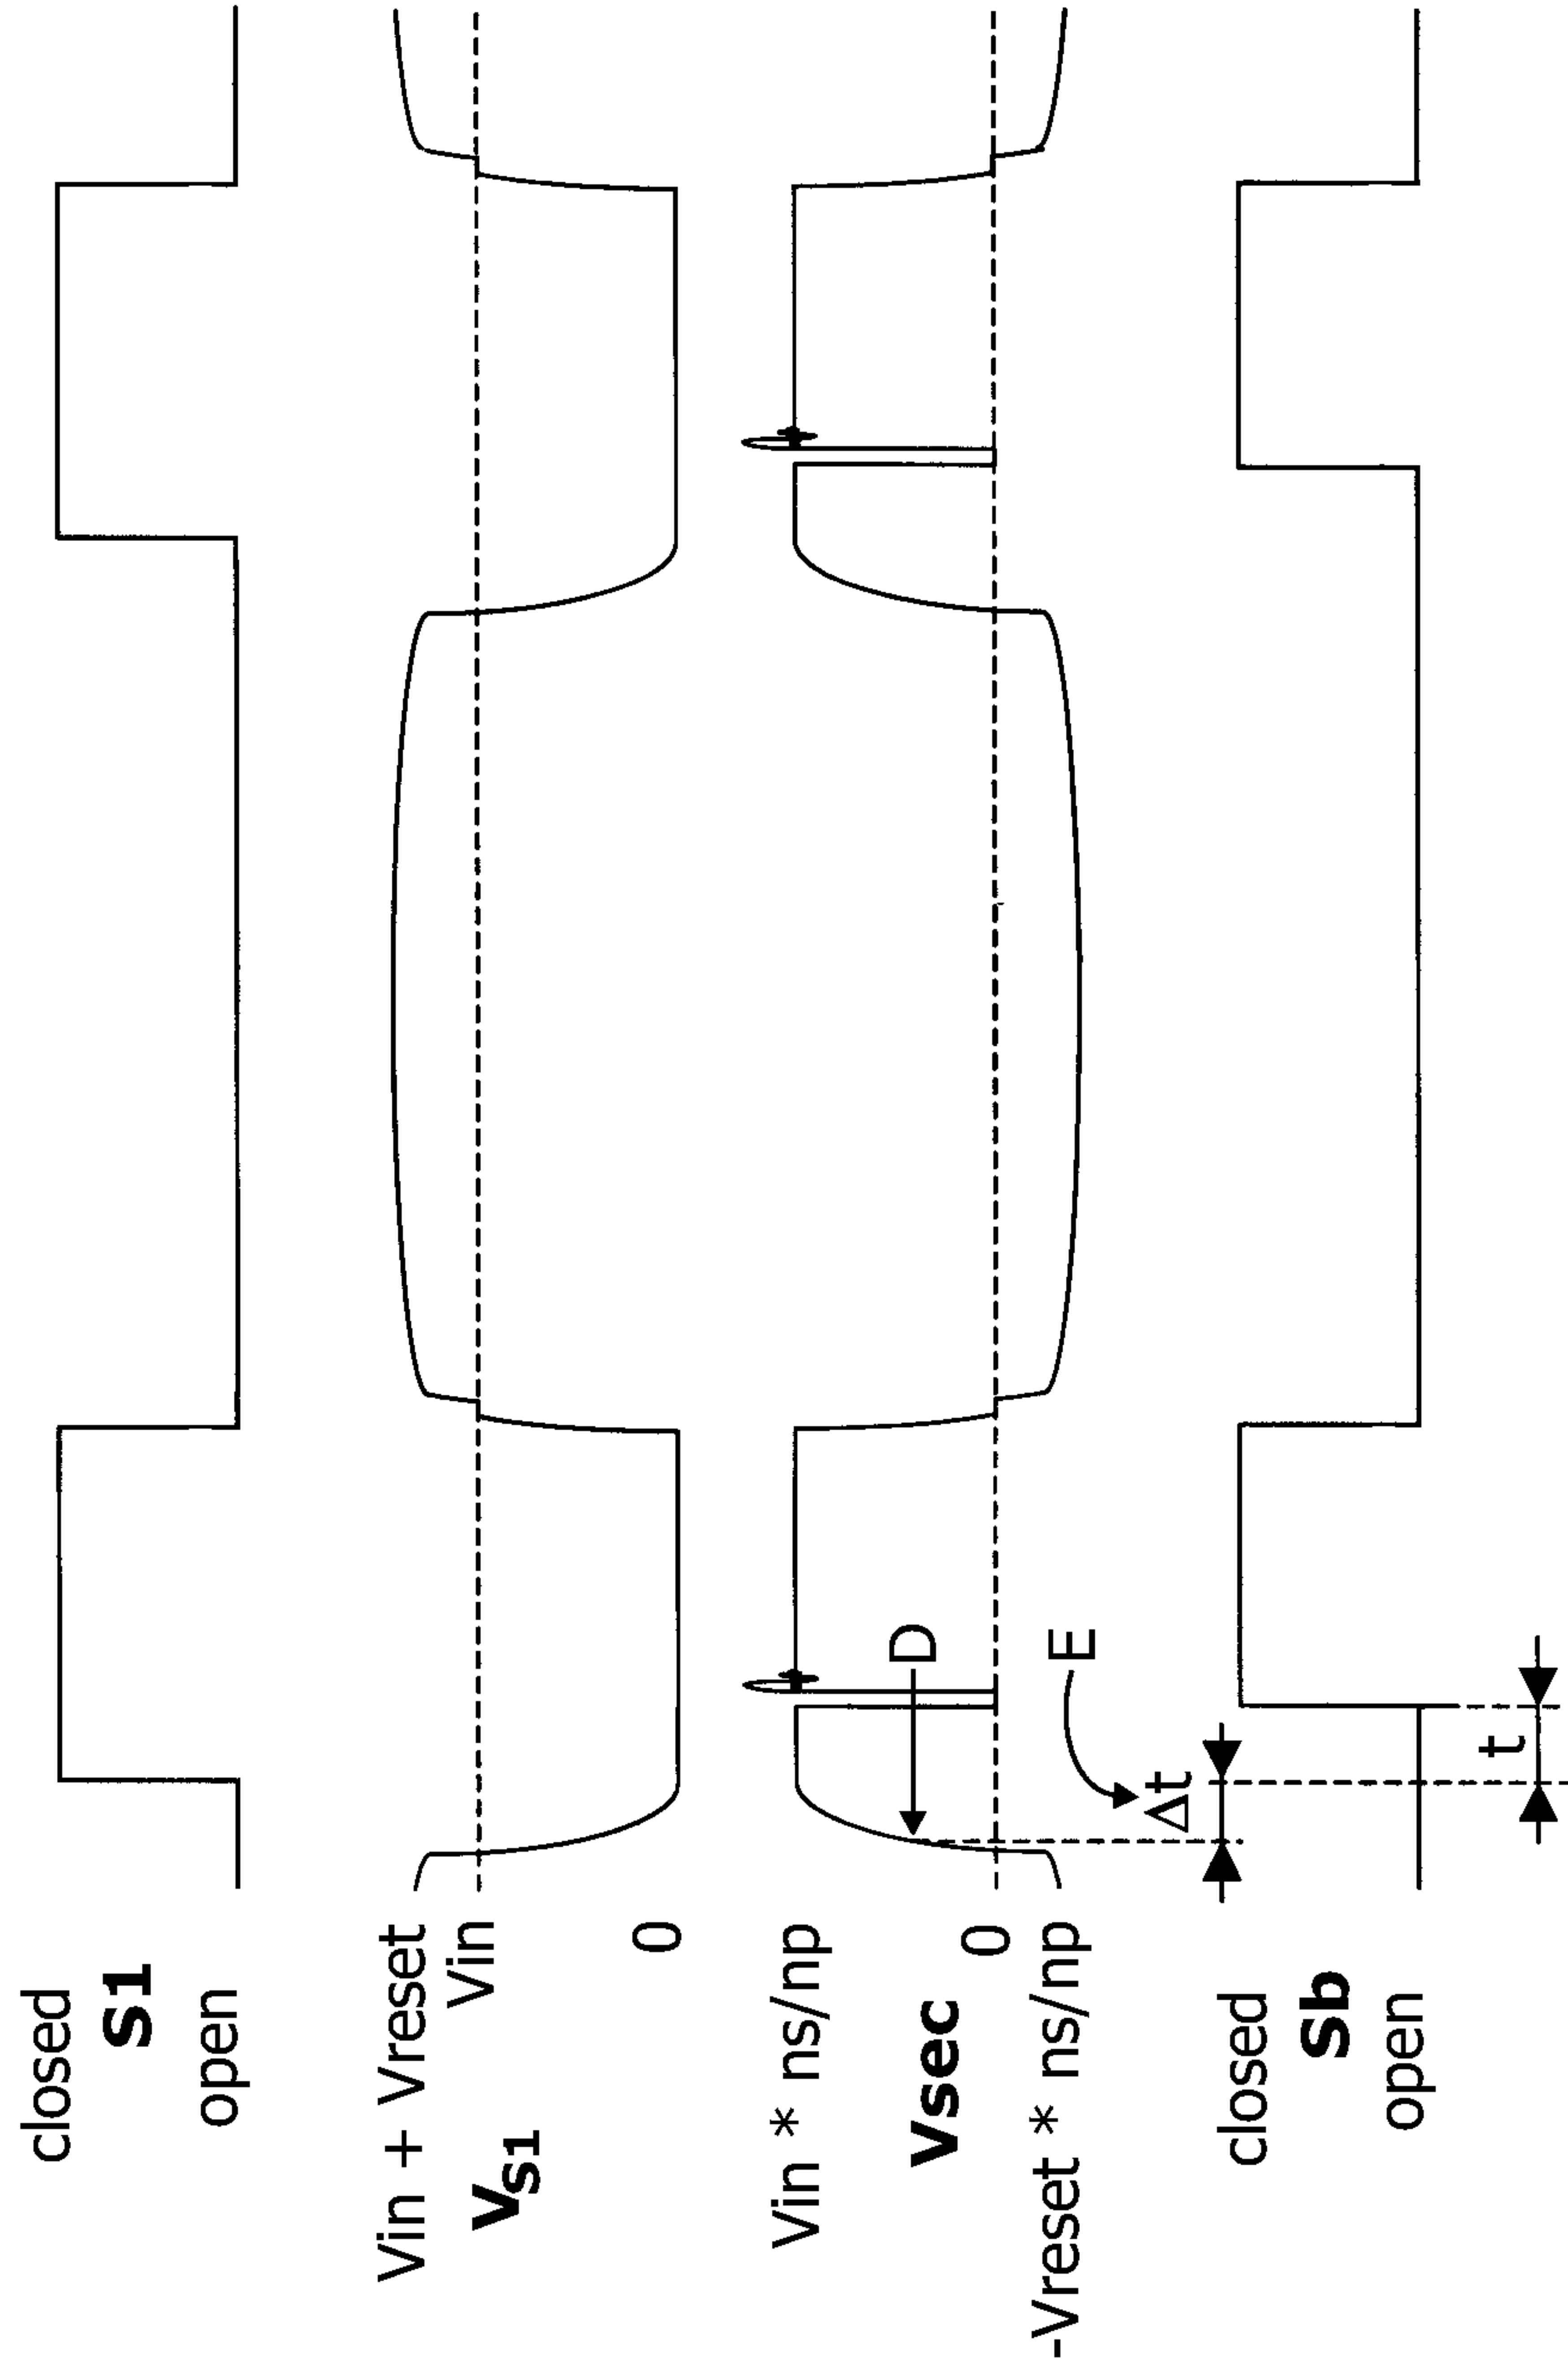 closed
S1
open
Vin + Vreset
Vin
Vs1
0
Vin * ns/np
Vsec
0
-Vreset * ns/np
D
E
Δt
closed
Sb
open
t